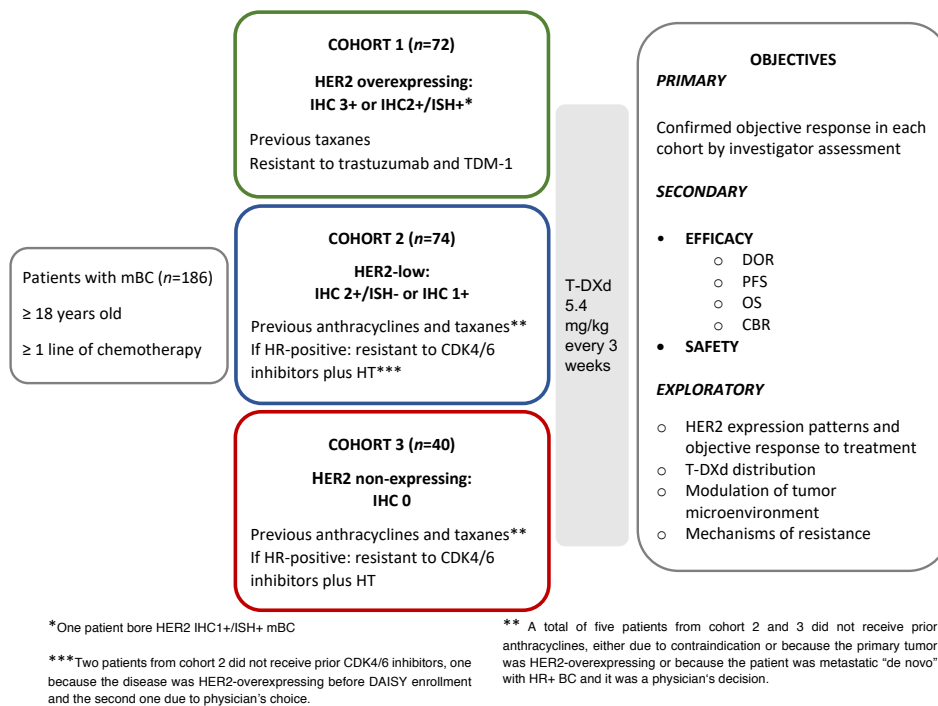 Patients with mBC (n=186)
≥ 18 years old
≥ 1 line of chemotherapy
COHORT 1 (n=72)
HER2 overexpressing:
IHC 3+ or IHC2+/ISH+*
Previous taxanes
Resistant to trastuzumab and TDM-1
COHORT 2 (n=74)
HER2-low:
IHC 2+/ISH- or IHC 1+
Previous anthracyclines and taxanes**
If HR-positive: resistant to CDK4/6
inhibitors plus HT***
COHORT 3 (n=40)
HER2 non-expressing:
IHC 0
Previous anthracyclines and taxanes**
If HR-positive: resistant to CDK4/6
inhibitors plus HT
T-DXd
5.4
mg/kg
every 3
weeks
OBJECTIVES
PRIMARY
Confirmed objective response in each
cohort by investigator assessment
SECONDARY
• EFFICACY
o DOR
o PFS
o OS
o CBR
• SAFETY
EXPLORATORY
o HER2 expression patterns and
objective response to treatment
o T-DXd distribution
o Modulation of tumor
microenvironment
o Mechanisms of resistance
*One patient bore HER2 IHC1+/ISH+ mBC
***Two patients from cohort 2 did not receive prior CDK4/6 inhibitors, one
because the disease was HER2-overexpressing before DAISY enrollment
and the second one due to physician's choice.
** A total of five patients from cohort 2 and 3 did not receive prior
anthracyclines, either due to contraindication or because the primary tumor
was HER2-overexpressing or because the patient was metastatic "de novo"
with HR+ BC and it was a physician's decision.